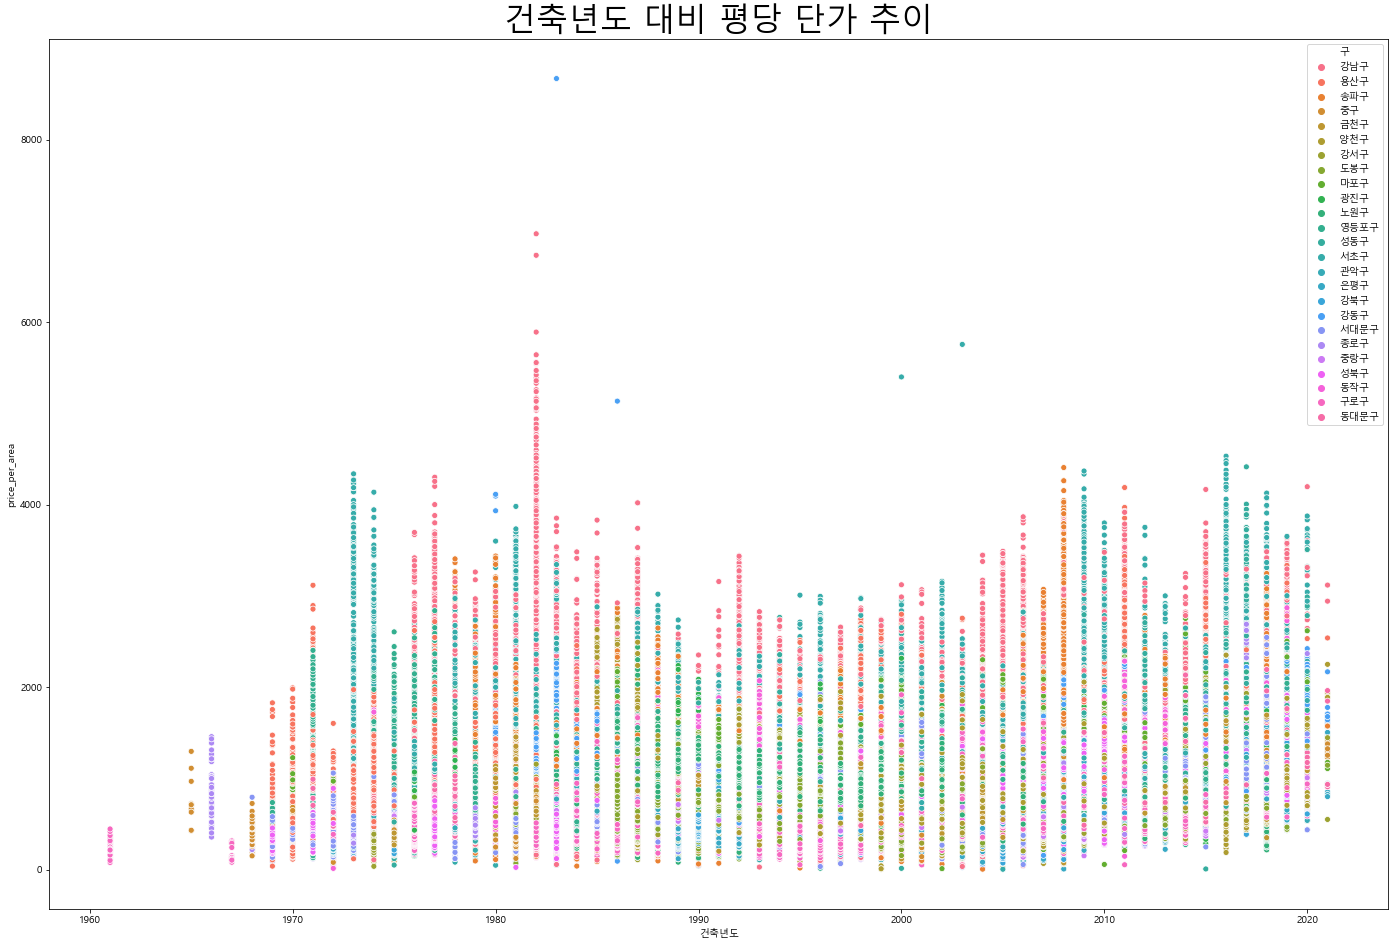 건축년도 대비 평당 단가 추이
구
강남구
용산구
송파구
중구
금천구
양천구
강서구
도봉구
마포구
광진구
노원구
영등포구
성동구
서초구
관악구
은평구
강북구
강동구
서대문구
종로구
중랑구
성북구
동작구
구로구
동대문구
8000
6000
4000
2000
0
price_per_area
1960 1970 1980 1990 2000 2010 2020
건축년도